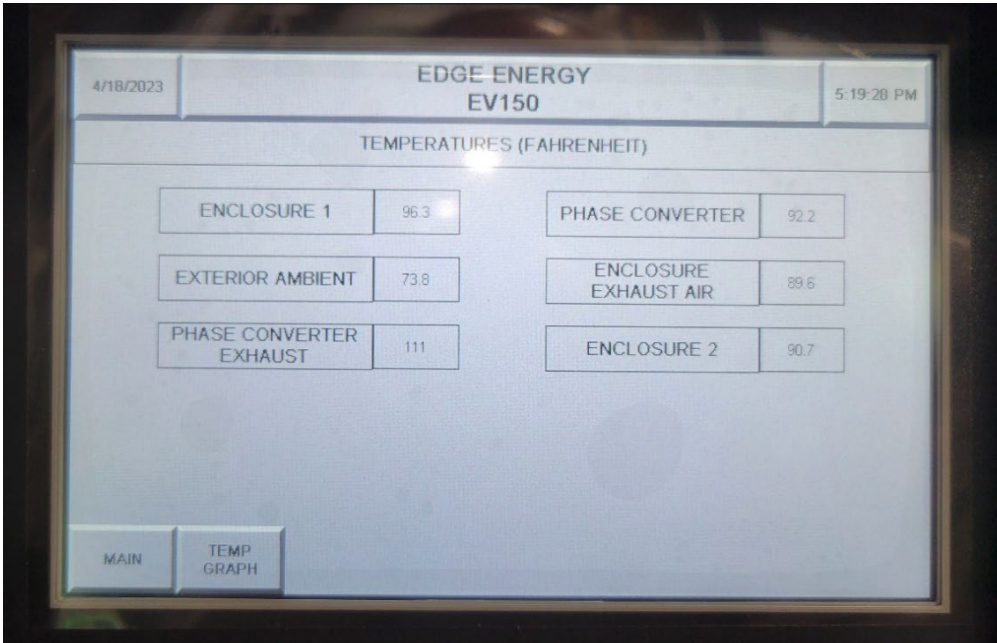 4/18/2023
EDGE ENERGY
EV150
5:19:28 PM
TEMPERATURES (FAHRENHEIT)
ENCLOSURE 1 96.3
PHASE CONVERTER 92.2
EXTERIOR AMBIENT 73.8
ENCLOSURE
EXHAUST AIR 89.6
PHASE CONVERTER
EXHAUST 111
ENCLOSURE 2 90.7
MAIN
TEMP
GRAPH